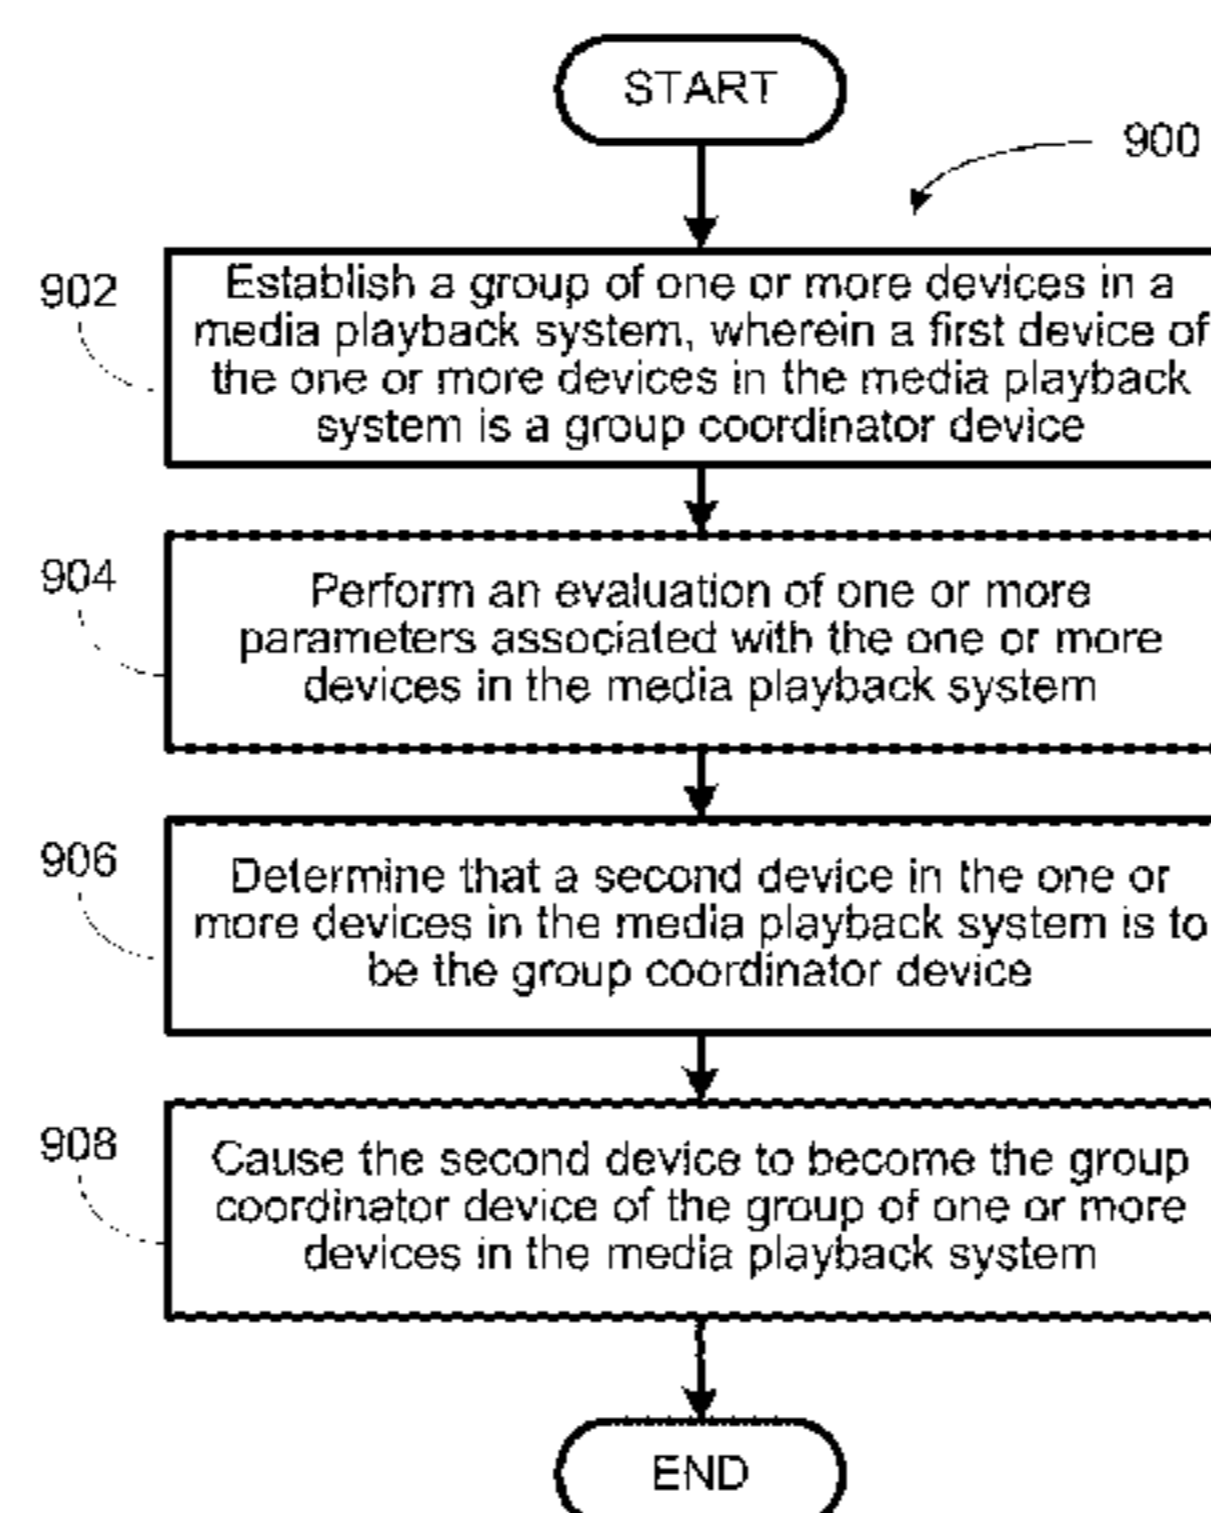 START
900
902
Establish a group of one or more devices in a
media playback system, wherein a first device of
the one or more devices in the media playback
system is a group coordinator device
904
Perform an evaluation of one or more
parameters associated with the one or more
devices in the media playback system
906
Determine that a second device in the one or
more devices in the media playback system is to
be the group coordinator device
908
Cause the second device to become the group
coordinator device of the group of one or more
devices in the media playback system
END